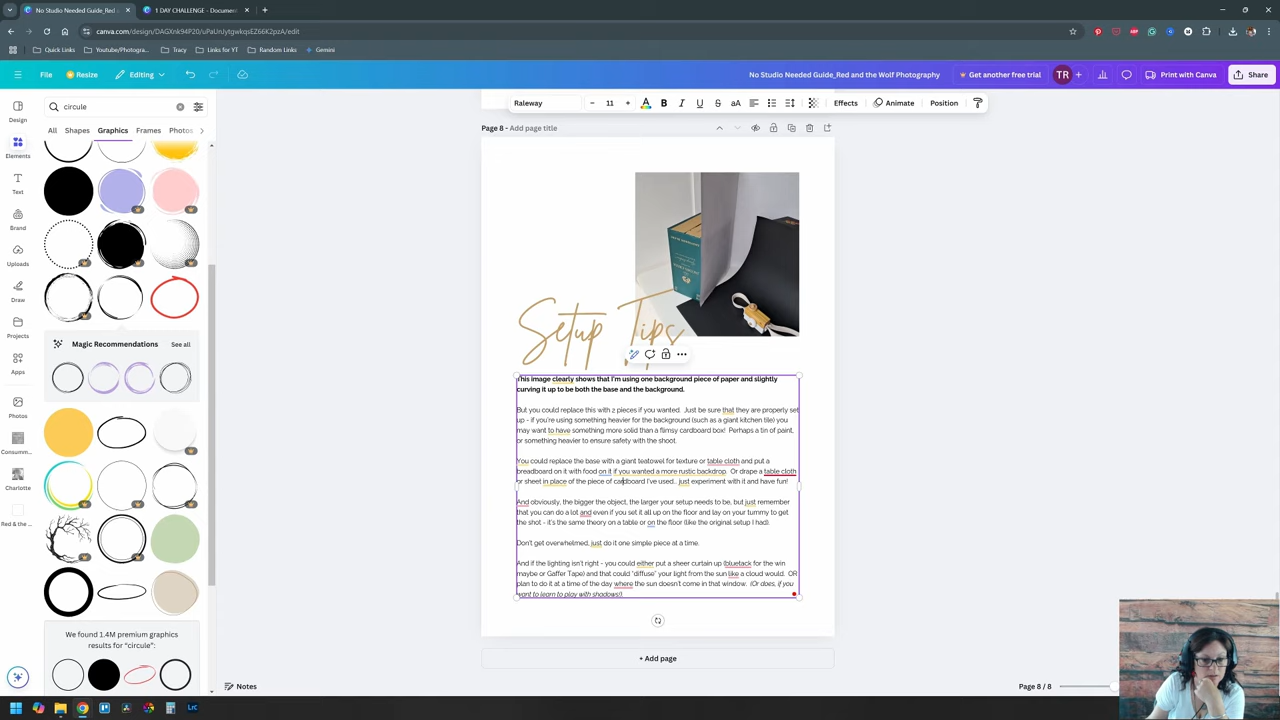 No Studio Needed Guide_Red c
1 DAY CHALLENGE - Documen
canva.com/design/DAGXnk94P20/uPaUnJytgwkqsEZ66K2pzA/edit
Quick Links
Youtube/Photogra...
Tracy
Links for YT
Random Links
Gemini
File
Resize
Editing
No Studio Needed Guide_Red and the Wolf Photography
Get another free trial
TR
Print with Canva
Share
circule
Raleway
11
aA
Effects
Animate
Position
Design
Elements
Text
Brand
Uploads
Draw
Projects
Apps
Photos
Consumm...
Charlotte
Red & the ...
All
Shapes
Graphics
Frames
Photos
Magic Recommendations
See all
We found 1.4M premium graphics
results for "circule":
Page 8 - Add page title
Setup Tips
This image clearly shows that I'm using one background piece of paper and slightly
curving it up to be both the base and the background.
But you could replace this with 2 pieces if you wanted. Just be sure that they are properly set
up - if you're using something heavier for the background (such as a giant kitchen tile) you
may want to have something more solid than a flimsy cardboard box! Perhaps a tin of paint,
or something heavier to ensure safety with the shoot.
You could replace the base with a giant teatowel for texture or table cloth and put a
breadboard on it with food on it if you wanted a more rustic backdrop. Or drape a table cloth
or sheet in place of the piece of cardboard I've used.. just experiment with it and have fun!
And obviously, the bigger the object, the larger your setup needs to be, but just remember
that you can do a lot and even if you set it all up on the floor and lay on your tummy to get
the shot - it's the same theory on a table or on the floor (like the original setup I had).
Don't get overwhelmed, just do it one simple piece at a time.
And if the lighting isn't right - you could either put a sheer curtain up (bluetack for the win
maybe or Gaffer Tape) and that could "diffuse" your light from the sun like a cloud would. OR
plan to do it at a time of the day where the sun doesn't come in that window. (Or does, if you
want to learn to play with shadows!).
+ Add page
Notes
Page 8 / 8